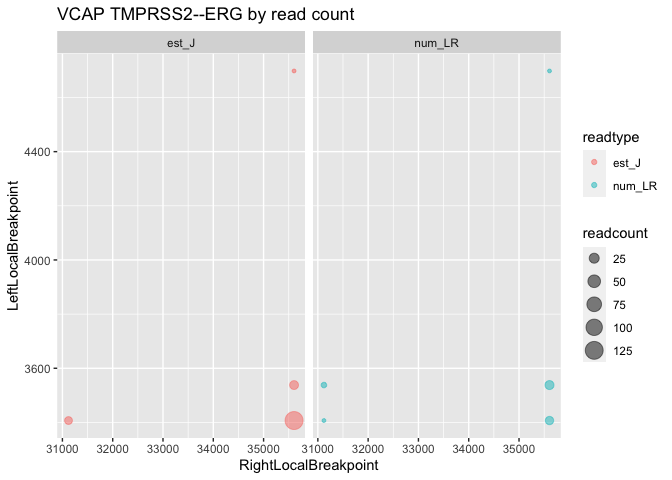 VCAP TMPRSS2--ERG by read count
est_J
num_LR
4400
4000
3600
LeftLocalBreakpoint
31000 32000 33000 34000 35000
31000 32000 33000 34000 35000
RightLocalBreakpoint
readtype
est_J
num_LR
readcount
25
50
75
100
125